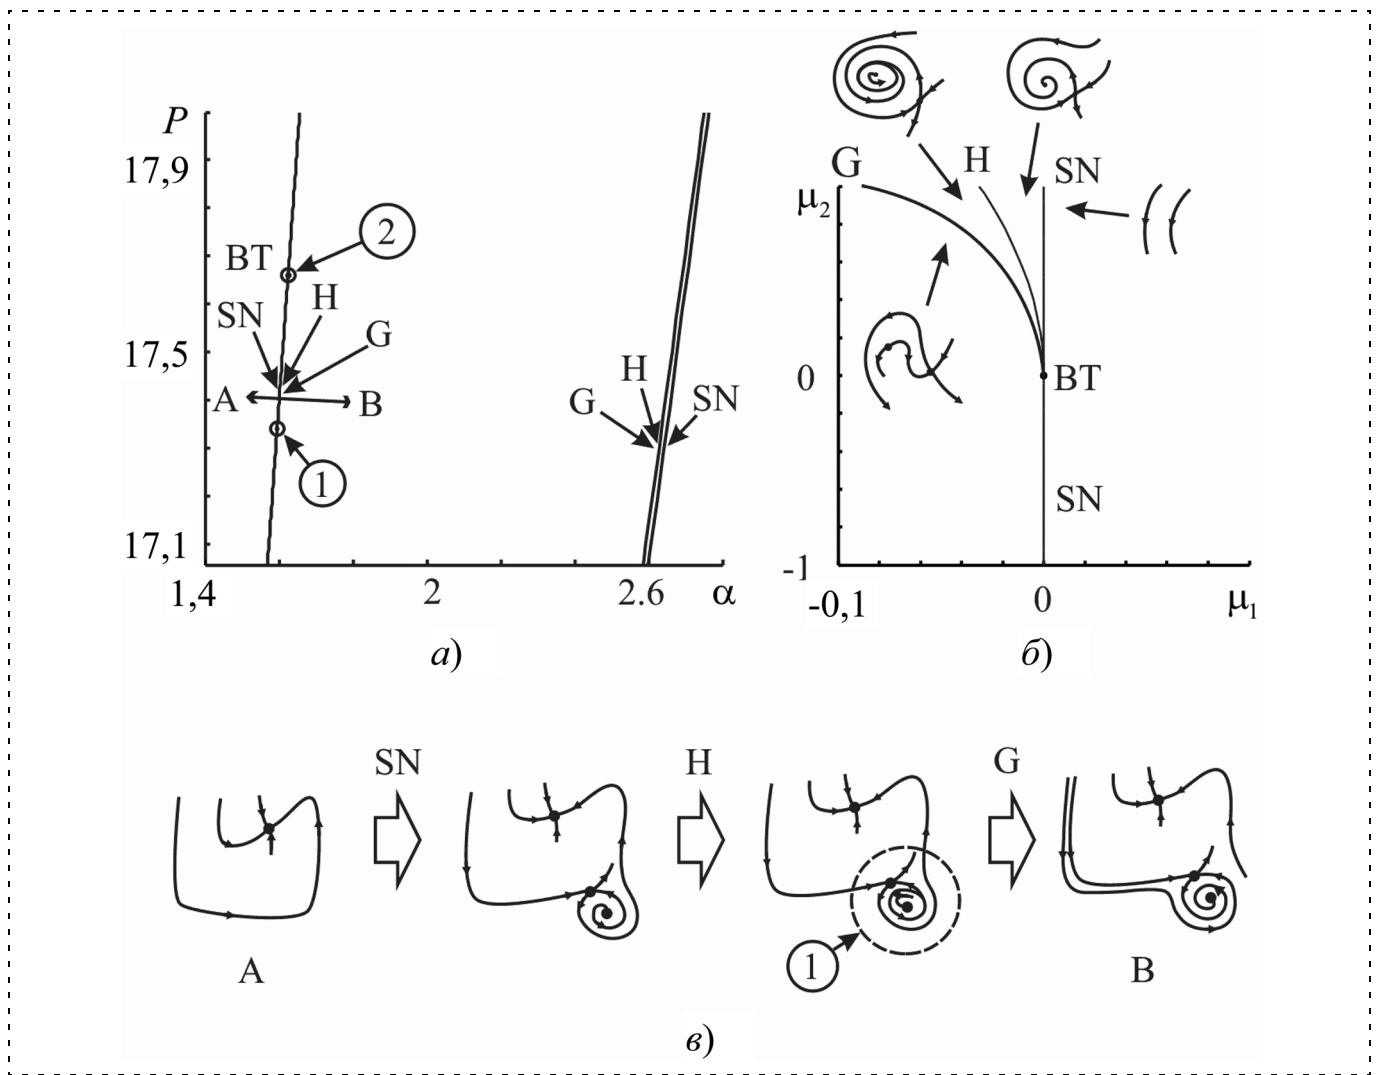 P
17,9
17,5
17,1
1,4
2
2.6
α
BT
2
SN
H
G
A
B
1
H
G
SN
а)
G
H
SN
μ2
0
BT
SN
-1
-0,1
0
μ1
б)
SN
H
G
A
1
B
в)